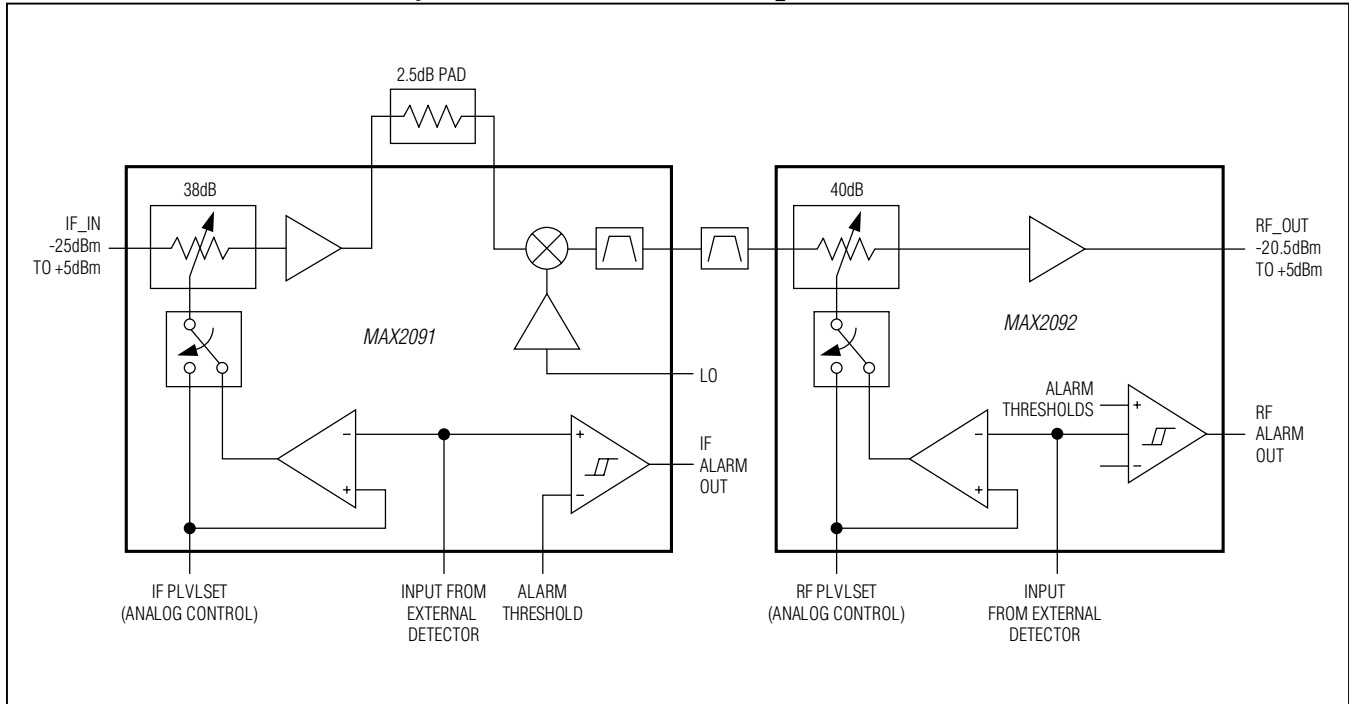 2.5dB PAD
38dB
40dB
IF_IN
-25dBm
TO +5dBm
RF_OUT
-20.5dBm
TO +5dBm
MAX2091
MAX2092
LO
ALARM
THRESHOLDS
+
-
-
+
+
-
IF
ALARM
OUT
-
+
RF
ALARM
OUT
IF PLVLSET
(ANALOG CONTROL)
INPUT FROM
EXTERNAL
DETECTOR
ALARM
THRESHOLD
RF PLVLSET
(ANALOG CONTROL)
INPUT
FROM EXTERNAL
DETECTOR